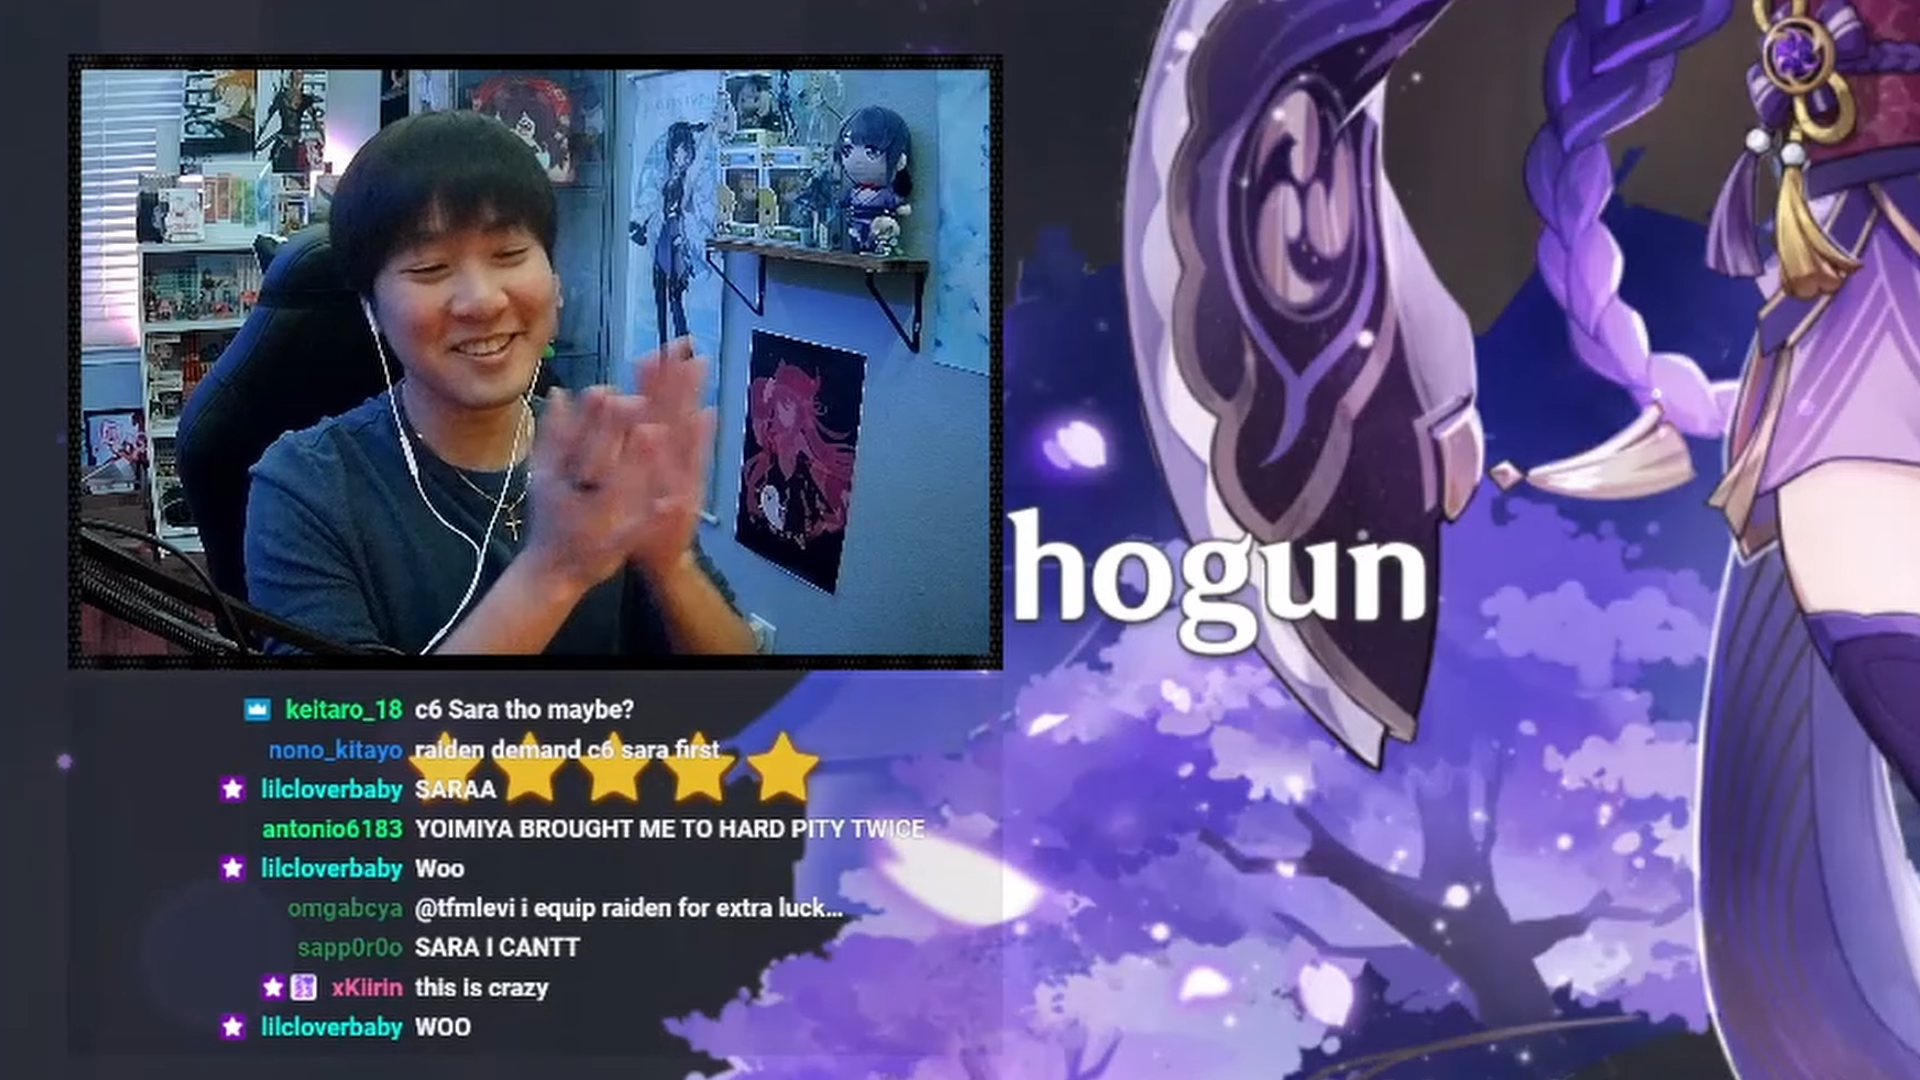 hogun
keitaro_18 c6 Sara tho maybe?
nono_kitayo raiden demand c6 sara first
lilcloverbaby SARAA
antonio6183 YOIMIYA BROUGHT ME TO HARD PITY TWICE
lilcloverbaby Woo
omgabcya @tfmlevi i equip raiden for extra luck...
sapp0r0o SARA I CANTT
xKiirin this is crazy
lilcloverbaby WOO